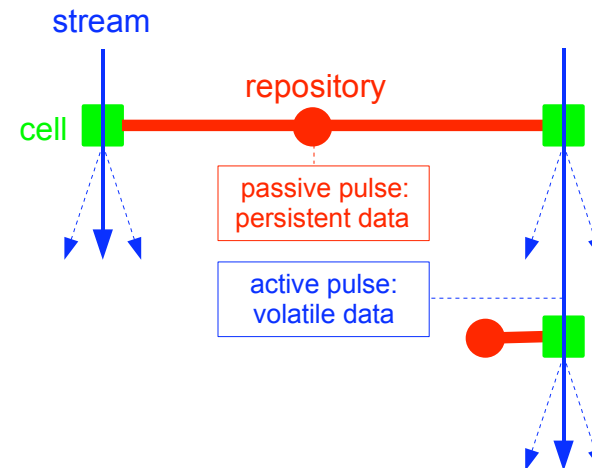 stream
repository
cell
passive pulse:
persistent data
active pulse:
volatile data